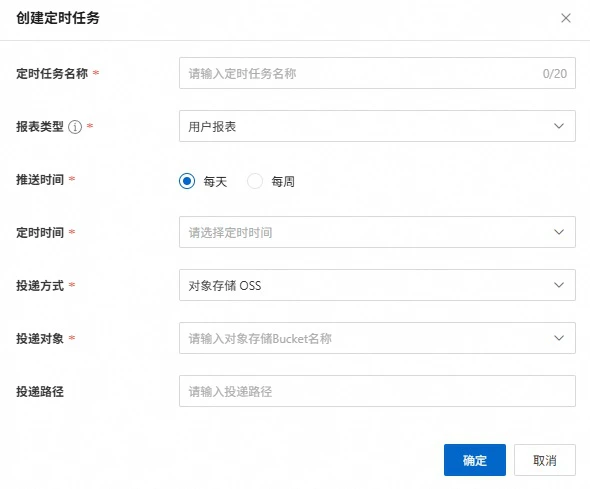 创建定时任务
定时任务名称 * 请输入定时任务名称 0/20
报表类型 * 用户报表
推送时间 * 每天 每周
定时时间 * 请选择定时时间
投递方式 * 对象存储 OSS
投递对象 * 请输入对象存储Bucket名称
投递路径 请输入投递路径
确定 取消